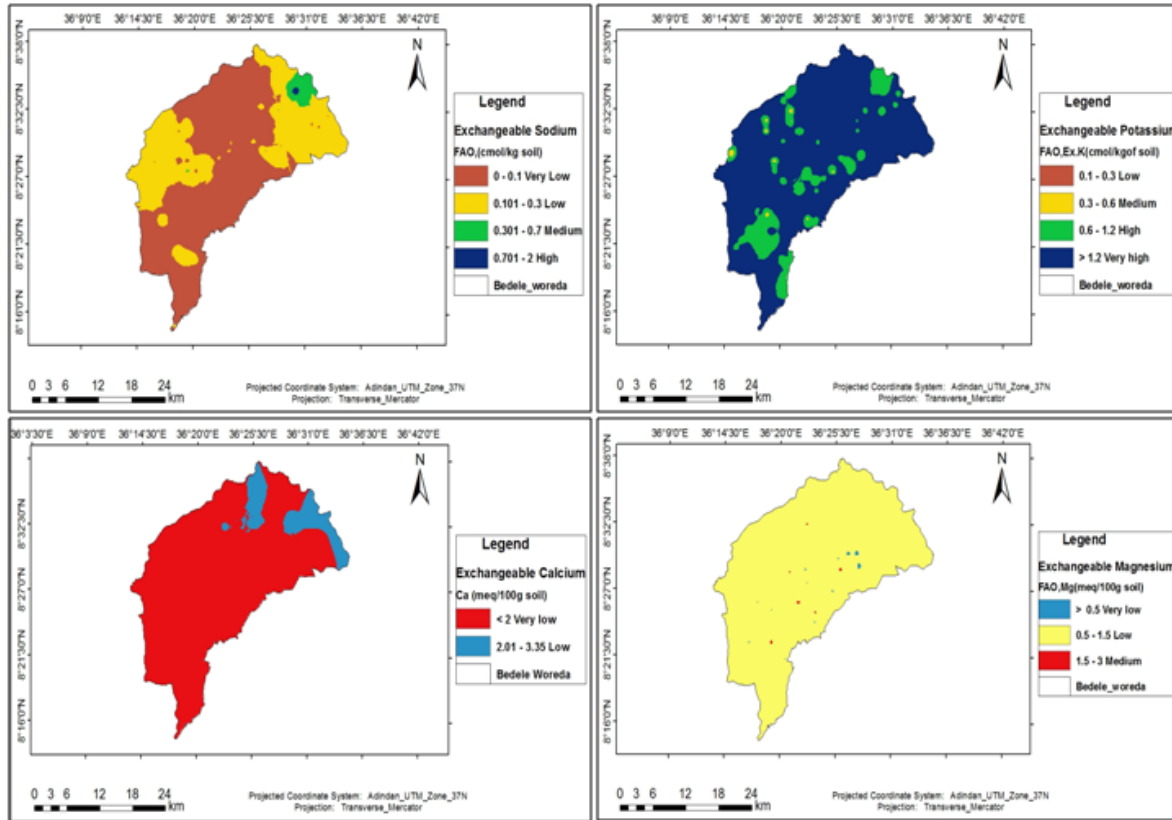 36°9'0"E 36°14'30"E 36°20'0"E 36°25'30"E 36°31'0"E 36°36'30"E 36°42'0"E
8°38'0"N
8°32'30"N
8°27'0"N
8°21'30"N
8°16'0"N
N
Legend
Exchangeable Sodium
FAO,(cmol/kg soil)
0 - 0.1 Very Low
0.101 - 0.3 Low
0.301 - 0.7 Medium
0.701 - 2 High
Bedele_woreda
0 3 6 12 18 24
km
Projected Coordinate System: Adindan_UTM_Zone_37N
Projection: Transverse_Mercator
36°9'0"E 36°14'30"E 36°20'0"E 36°25'30"E 36°31'0"E 36°42'0"E
8°38'0"N
8°32'30"N
8°27'0"N
8°21'30"N
8°16'0"N
N
Legend
Exchangeable Potassium
FAO,Ex.K(cmol/kgof soil)
0.1 - 0.3 Low
0.3 - 0.6 Medium
0.6 - 1.2 High
> 1.2 Very high
Bedele_woreda
0 3 6 12 18 24
km
Projected Coordinate System: Adindan_UTM_Zone_37N
Projection: Transverse_Mercator
36°3'30"E 36°9'0"E 36°14'30"E 36°20'0"E 36°25'30"E 36°31'0"E 36°36'30"E 36°42'0"E
8°32'30"N
8°27'0"N
8°21'30"N
8°16'0"N
N
Legend
Exchangeable Calcium
Ca (meq/100g soil)
< 2 Very low
2.01 - 3.35 Low
Bedele Woreda
0 3 6 12 18 24
km
Projected Coordinate System: Adindan_UTM_Zone_37N
Projection: Transverse_Mercator
36°9'0"E 36°14'30"E 36°20'0"E 36°25'30"E 36°31'0"E 36°42'0"E
8°38'0"N
8°32'30"N
8°27'0"N
8°21'30"N
8°16'0"N
N
Legend
Exchangeable Magnesium
FAO,Mg(meq/100g soil)
> 0.5 Very low
0.5 - 1.5 Low
1.5 - 3 Medium
Bedele_woreda
0 3 6 12 18 24
km
Projected Coordinate System: Adindan_UTM_Zone_37N
Projection: Transverse_Mercator